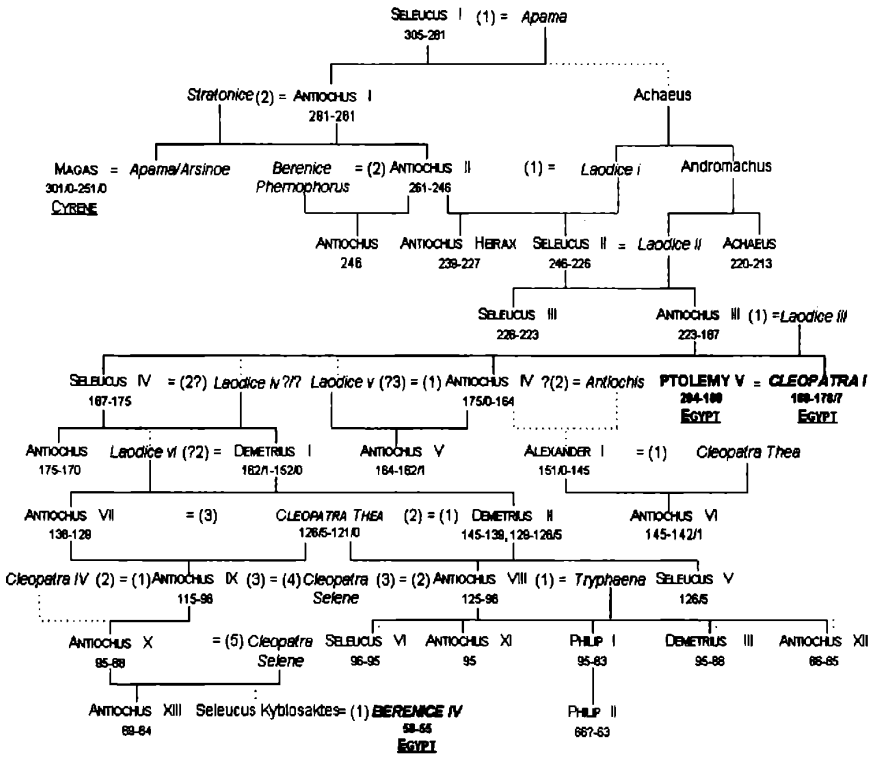 SELEUCUS I (1) = Apama
305-281
Stratonice (2) = ANTIOCHUS I Achaeus
281-261
MAGAS = Apama/Arsinoe Berenice = (2) ANTIOCHUS II (1) = Laodice i Andromachus
301/0-251/0 Phernophorus 261-246
CYRENE
ANTIOCHUS ANTIOCHUS HEIRAX SELEUCUS II = Laodice II ACHAEUS
246 239-227 246-226 220-213
SELEUCUS III ANTIOCHUS III (1) =Laodice III
226-223 223-187
SELEUCUS IV = (2?) Laodice iv ?/? Laodice v (?3) = (1) ANTIOCHUS IV ?(2) = Antiochis PTOLEMY V = CLEOPATRA I
187-175 175/0-164 204-180 189-178/7
EGYPT EGYPT
ANTIOCHUS Laodice vi (?2) = DEMETRIUS I ANTIOCHUS V ALEXANDER I = (1) Cleopatra Thea
175-170 162/1-152/0 164-162/1 151/0-145
ANTIOCHUS VII = (3) CLEOPATRA THEA (2) = (1) DEMETRIUS II ANTIOCHUS VI
138-129 126/5-121/0 145-139, 129-126/5 145-142/1
Cleopatra IV (2) = (1) ANTIOCHUS IX (3) = (4) Cleopatra (3) = (2) ANTIOCHUS VIII (1) = Tryphaena SELEUCUS V
115-96 Selene 125-96 126/5
ANTIOCHUS X = (5) Cleopatra SELEUCUS VI ANTIOCHUS XI PHILIP I DEMETRIUS III ANTIOCHUS XII
95-88 Selene 96-95 95 95-83 95-88 86-85
ANTIOCHUS XIII Seleucus Kybiosaktes= (1) BERENICE IV PHILIP II
69-64 58-55 66?-63
EGYPT